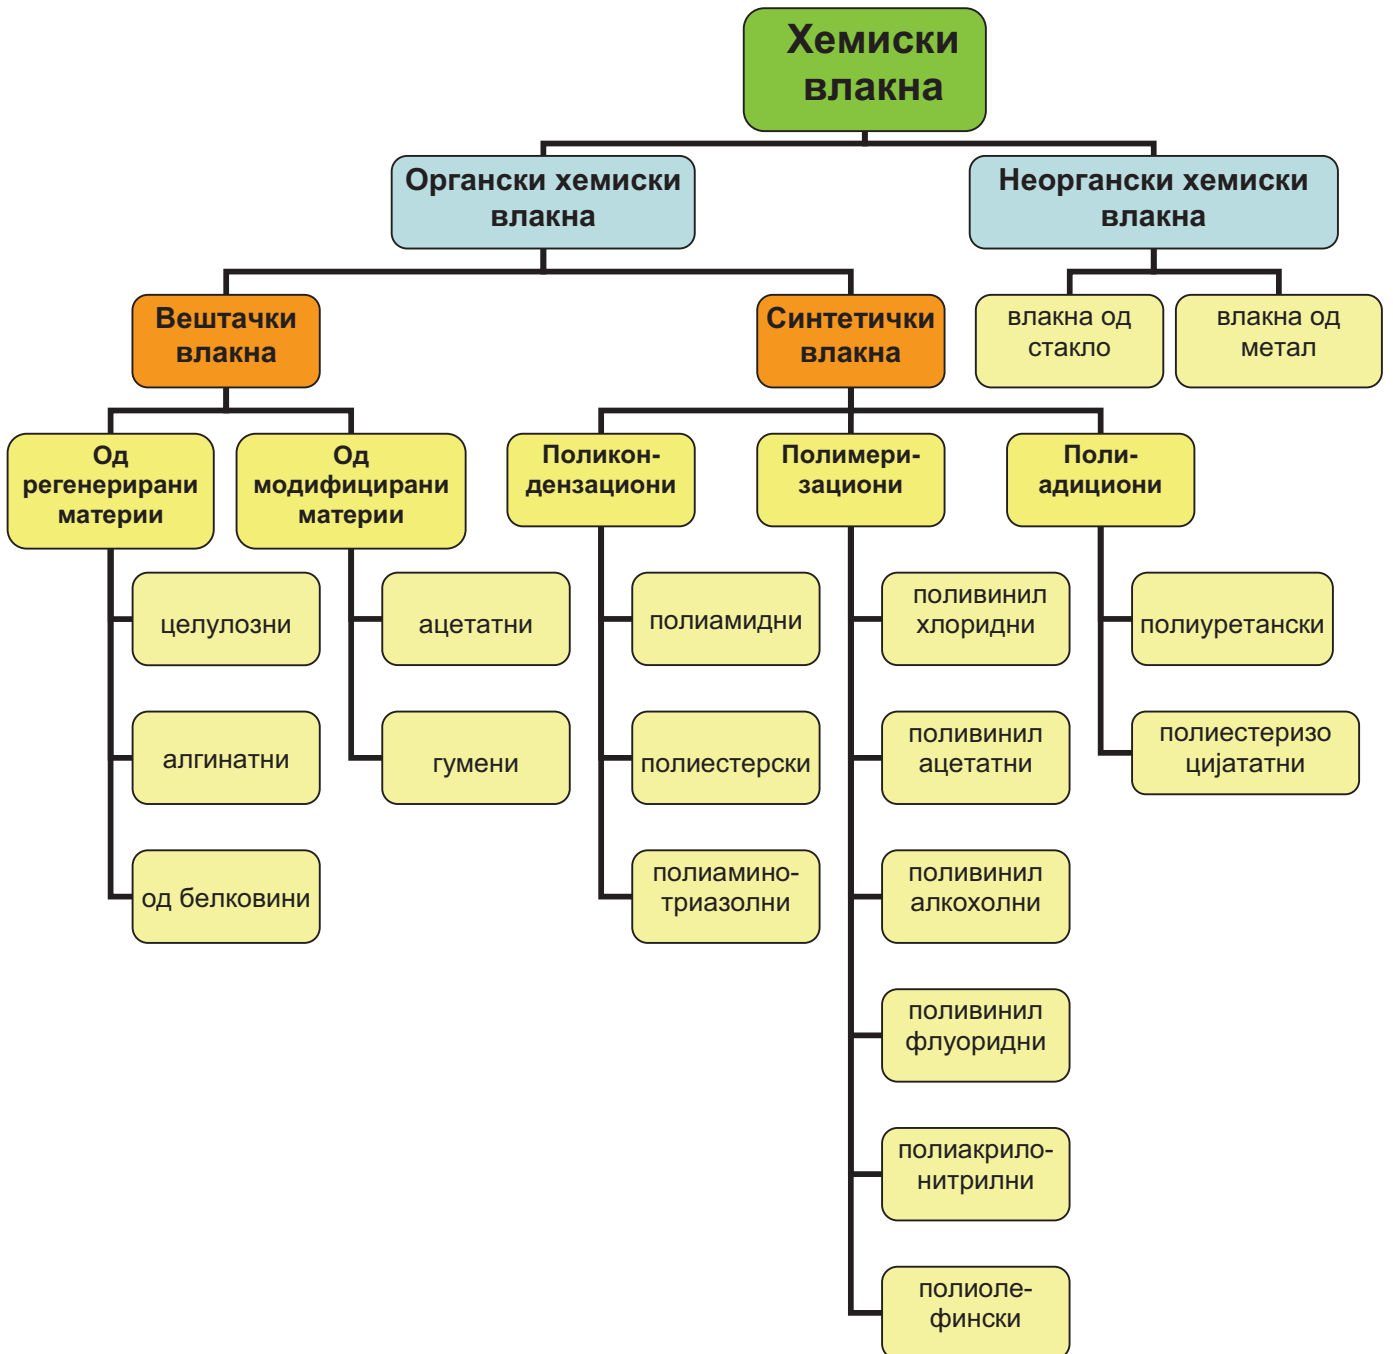 Хемиски
влакна
Органски хемиски
влакна
Неоргански хемиски
влакна
Вештачки
влакна
Синтетички
влакна
влакна од
стакло
влакна од
метал
Од
регенерирани
материи
Од
модифицирани
материи
Поликон-
дензациони
Полимери-
зациони
Поли-
адициони
целулозни
алгинатни
од белковини
ацетатни
гумени
полиамидни
полиестерски
полиамино-
триазолни
поливинил
хлоридни
поливинил
ацетатни
поливинил
алкохолни
поливинил
флуоридни
полиакрило-
нитрилни
полиоле-
фински
полиуретански
полиестеризо
цијататни